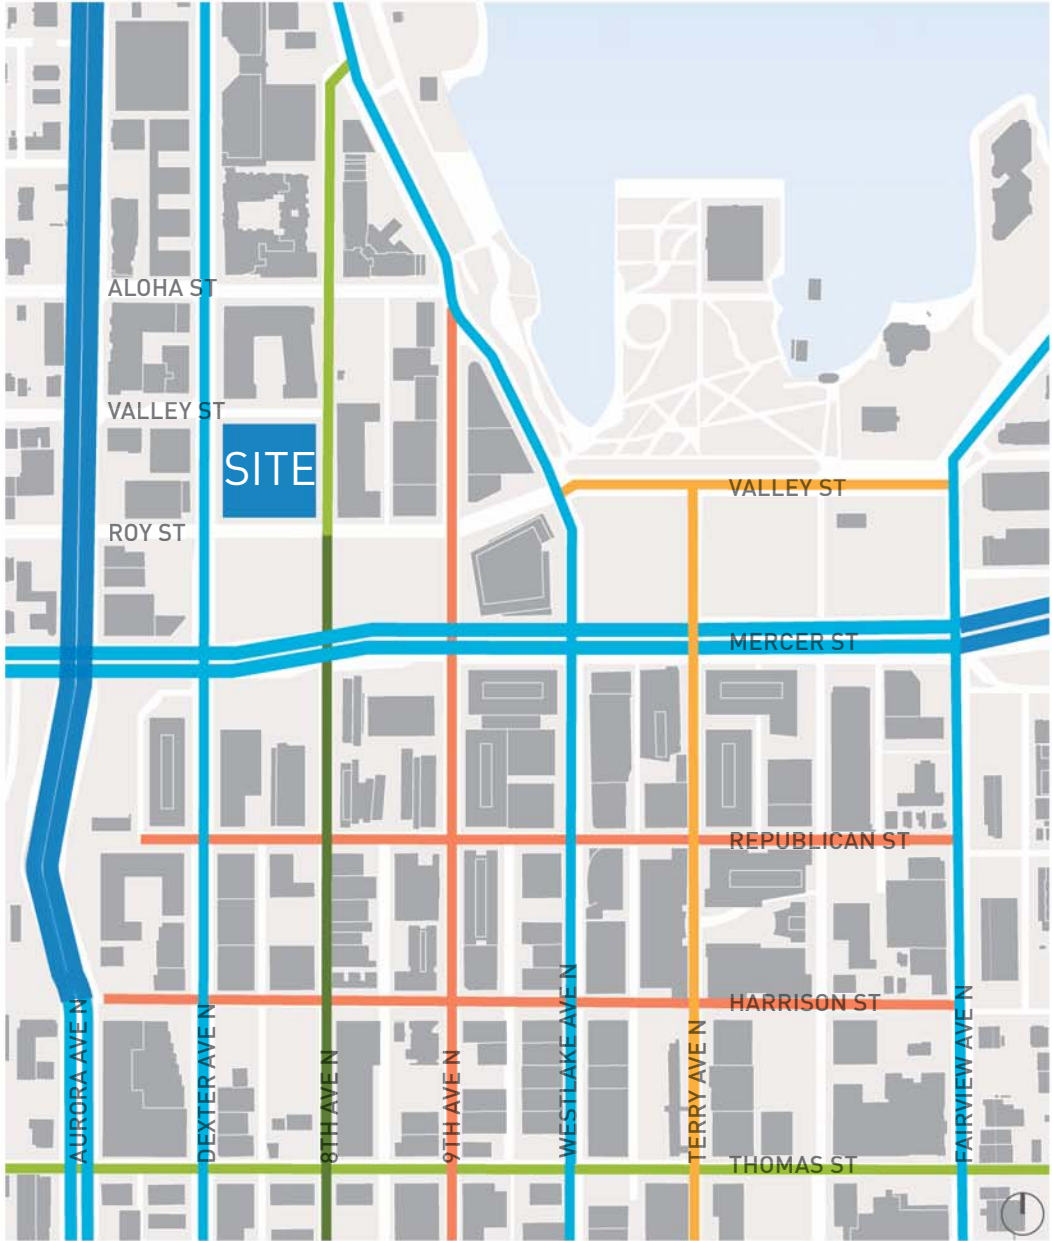 ALOHA ST
VALLEY ST
SITE
VALLEY ST
ROY ST
MERCER ST
REPUBLICAN ST
HARRISON ST
AURORA AVE N
DEXTER AVE N
8TH AVE N
9TH AVE N
WESTLAKE AVE N
TERRY AVE N
FAIRVIEW AVE N
THOMAS ST